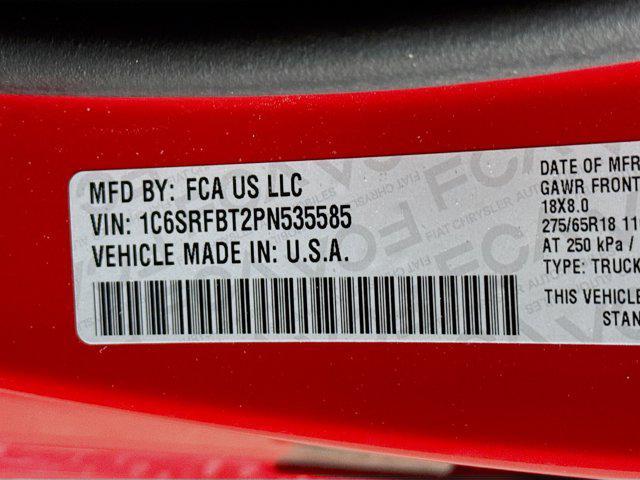 MFD BY: FCA US LLC
VIN: 1C6SRFBT2PN535585
VEHICLE MADE IN: U.S.A.
DATE OF MFR
GAWR FRONT
18X8.0
275/65R18 11
AT 250 kPa /
TYPE: TRUCK
THIS VEHICLE
STAN